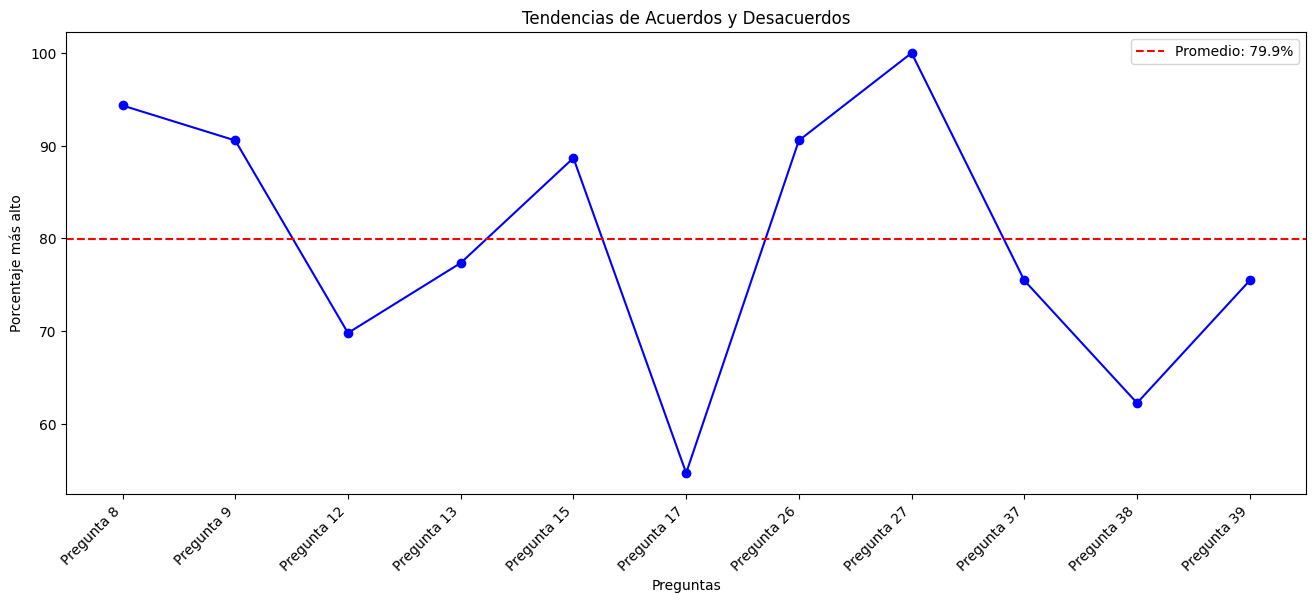 Tendencias de Acuerdos y Desacuerdos
Promedio: 79.9%
Porcentaje más alto
100
90
80
70
60
Pregunta 8
Pregunta 9
Pregunta 12
Pregunta 13
Pregunta 15
Pregunta 17
Pregunta 26
Pregunta 27
Pregunta 37
Pregunta 38
Pregunta 39
Preguntas